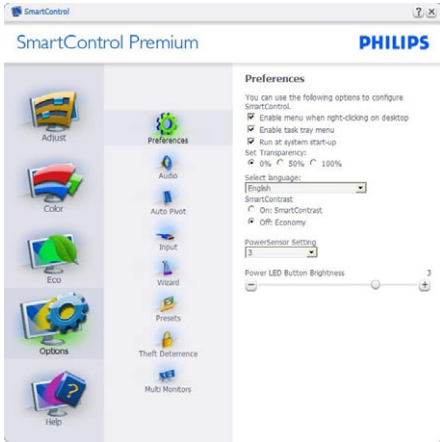 SmartControl
SmartControl Premium
PHILIPS
Adjust
Color
Eco
Options
Help
Preferences
Audio
Auto Pivot
Input
Wizard
Presets
Theft Deterrence
Multi Monitors
Preferences
You can use the following options to configure
SmartControl.
Enable menu when right-clicking on desktop
Enable task tray menu
Run at system start-up
Set Transparency:
0% 50% 100%
Select language:
English
SmartContrast
On: SmartContrast
Off: Economy
PowerSensor Setting
3
Power LED Button Brightness 3